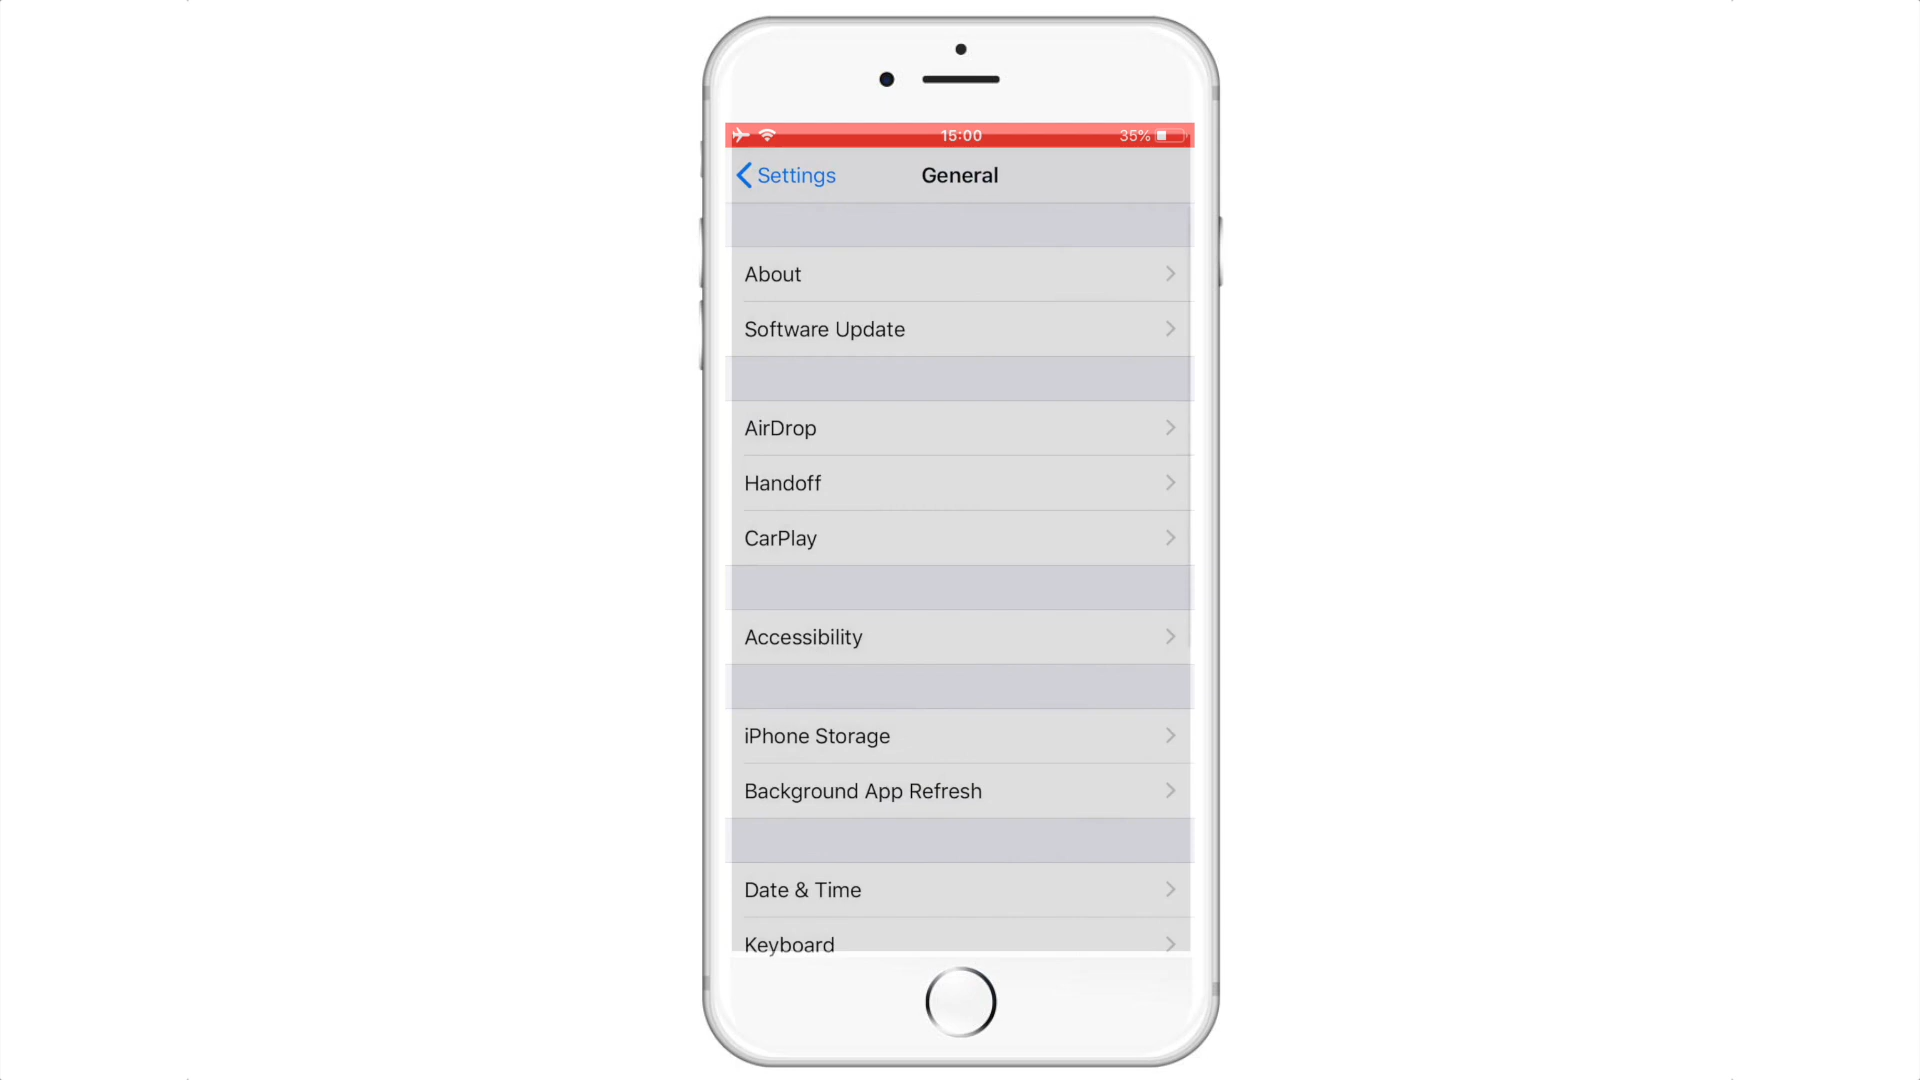 15:00 35%
Settings General
About
Software Update
AirDrop
Handoff
CarPlay
Accessibility
iPhone Storage
Background App Refresh
Date & Time
Keyboard